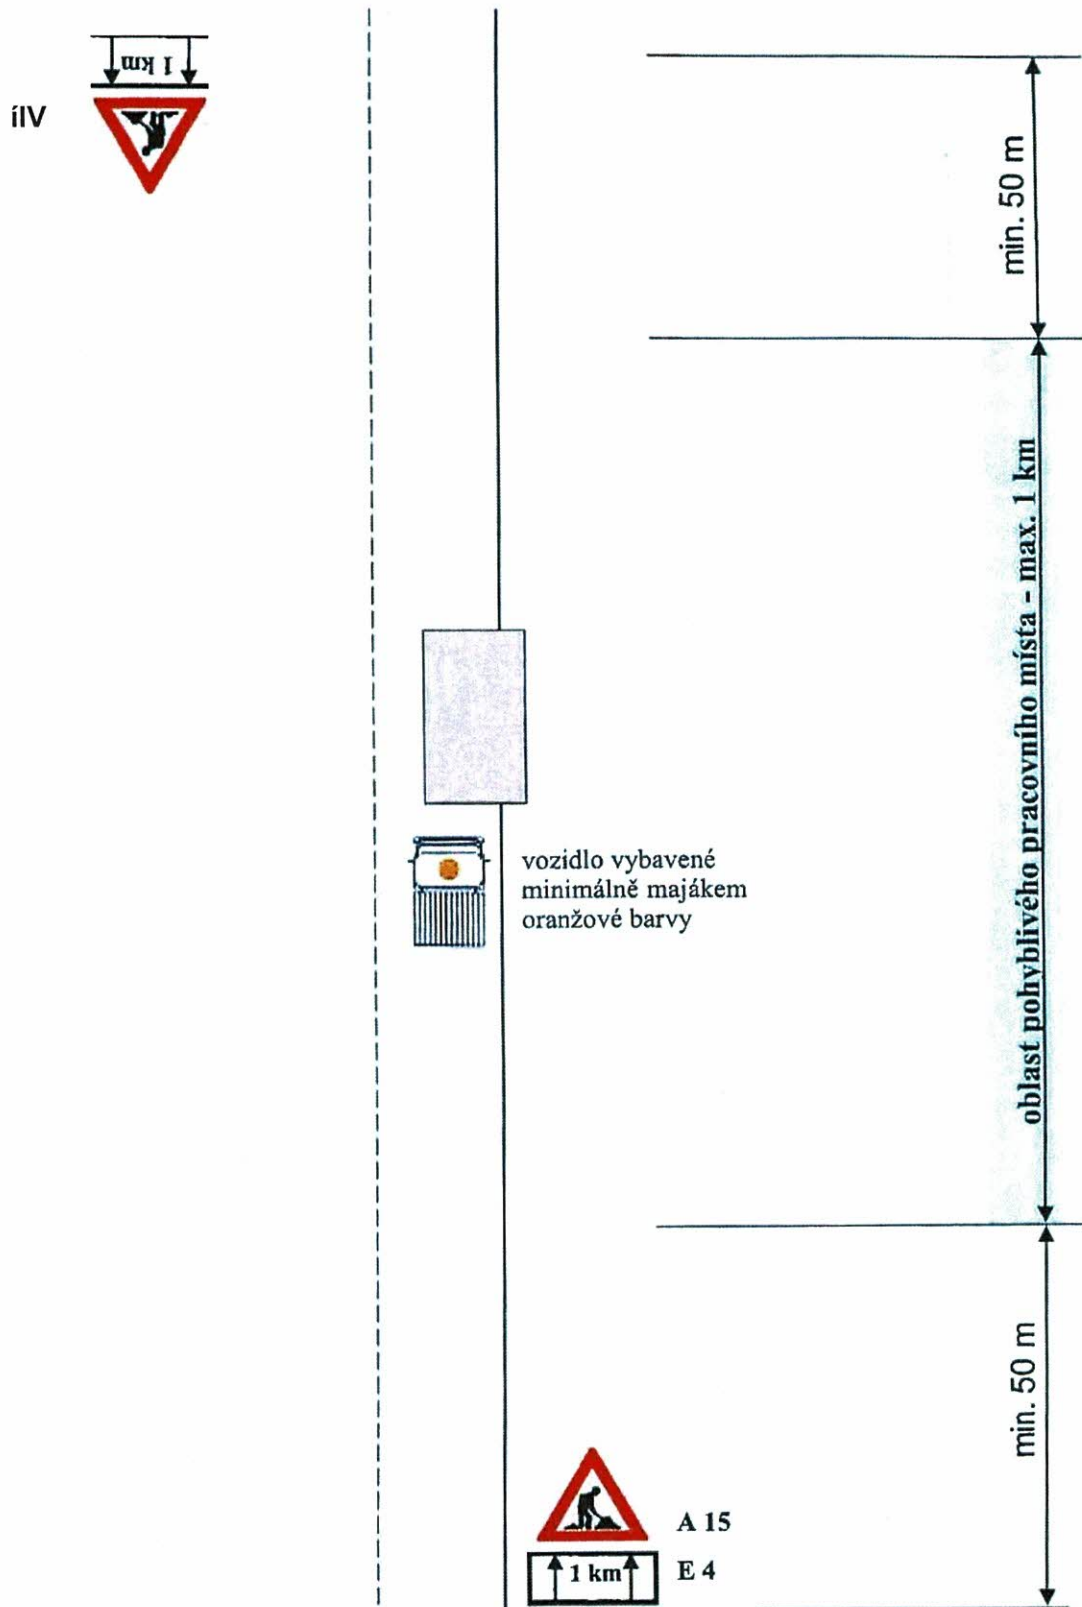 1 km
ílV
min. 50 m
oblast pohyblivého pracovního místa - max. 1 km
vozidlo vybavené
minimálně majákem
oranžové barvy
min. 50 m
A 15
1 km
E 4